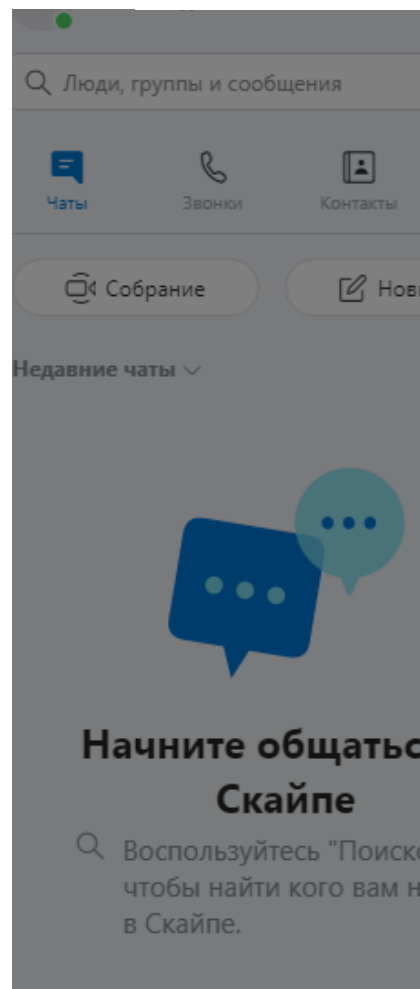 Люди, группы и сообщения
Чаты Звонки Контакты
Собрание Нов
Недавние чаты
Начните общатьс
Скайпе
Воспользуйтесь "Поиск
чтобы найти кого вам н
в Скайпе.